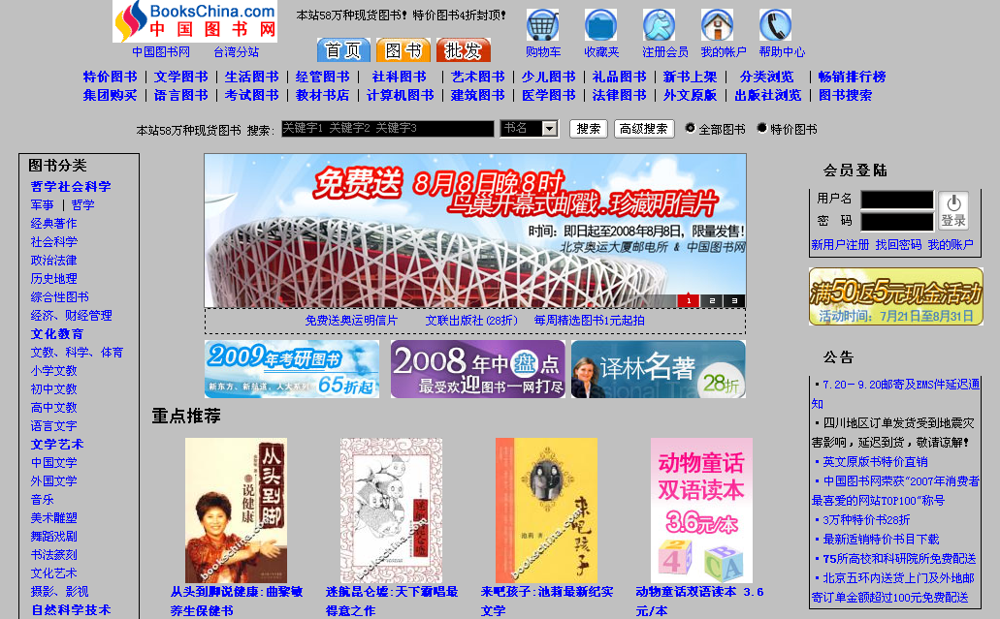 BooksChina.com
中国图书网
中国图书网 台湾分站
本站58万种现货图书! 特价图书4折封顶!
首页 图书 批发
购物车 收藏夹 注册会员 我的帐户 帮助中心
特价图书 | 文学图书 | 生活图书 | 经管图书 | 社科图书 | 艺术图书 | 少儿图书 | 礼品图书 | 新书上架 | 分类浏览 | 畅销排行榜
集团购买 | 语言图书 | 考试图书 | 教材书店 | 计算机图书 | 建筑图书 | 医学图书 | 法律图书 | 外文原版 | 出版社浏览 | 图书搜索
本站58万种现货图书 搜索: 关键字1 关键字2 关键字3 书名 搜索 高级搜索 全部图书 特价图书
图书分类
哲学社会科学
军事 | 哲学
经典著作
社会科学
政治法律
历史地理
综合性图书
经济、财经管理
文化教育
文教、科学、体育
小学文教
初中文教
高中文教
语言文字
文学艺术
中国文学
外国文学
音乐
美术雕塑
舞蹈戏剧
书法篆刻
文化艺术
摄影、影视
自然科学技术
免费送 8月8日晚8时
鸟巢开幕式邮戳.珍藏明信片
时间：即日起至2008年8月8日，限量发售!
北京奥运大厦邮电所 & 中国图书网
1 2 3
免费送奥运明信片 文联出版社(28折) 每周精选图书1元起拍
2009年考研图书
新东方、新航道、人大系列 65折起
2008年中盘点
最受欢迎图书一网打尽
译林名著
28折
重点推荐
从头到脚
说健康
bookschina.com
bookschina.com
来吧孩子
池莉 著
bookschina.com
动物童话
双语读本
3.6元/本
从头到脚说健康:曲黎敏
养生保健书
迷航昆仑墟:天下霸唱最
得意之作
来吧孩子:池莉最新纪实
文学
动物童话双语读本 3.6
元/本
会员登陆
用户名
密 码
登录
新用户注册 找回密码 我的账户
满50返5元现金活动
活动时间：7月21日至8月31日
公告
·7.20－9.20邮寄及EMS件延迟通
知
·四川地区订单发货受到地震灾
害影响，延迟到货，敬请谅解!
·英文原版书特价直销
·中国图书网荣获"2007年消费者
最喜爱的网站TOP100"称号
·3万种特价书28折
·最新适销特价书目下载
·75所高校和科研院所免费配送
·北京五环内送货上门及外地邮
寄订单金额超过100元免费配送